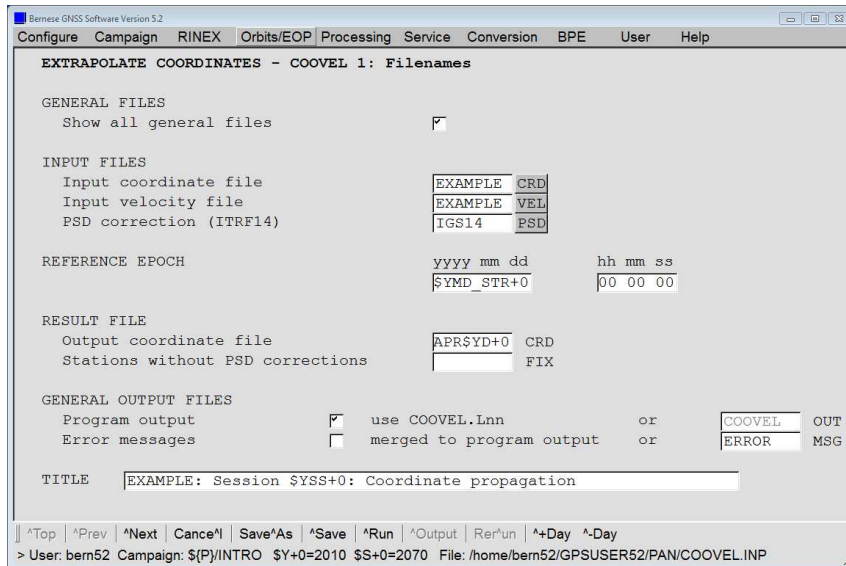 Bernese GNSS Software Version 5.2
Configure Campaign RINEX Orbits/EOP Processing Service Conversion BPE User Help
EXTRAPOLATE COORDINATES - COOVEL 1: Filenames
GENERAL FILES
Show all general files
INPUT FILES
Input coordinate file EXAMPLE CRD
Input velocity file EXAMPLE VEL
PSD correction (ITRF14) IGS14 PSD
REFERENCE EPOCH yyyy mm dd hh mm ss
$YMD_STR+0 00 00 00
RESULT FILE
Output coordinate file APR$YD+0 CRD
Stations without PSD corrections FIX
GENERAL OUTPUT FILES
Program output use COOVEL.Lnn or COOVEL OUT
Error messages merged to program output or ERROR MSG
TITLE EXAMPLE: Session $YSS+0: Coordinate propagation
^Top | ^Prev | ^Next | Cance^l | Save^As | ^Save | ^Run | ^Output | Rer^un | ^+Day ^-Day
> User: bern52 Campaign: ${P}/INTRO $Y+0=2010 $S+0=2070 File: /home/bern52/GPSUSER52/PAN/COOVEL.INP